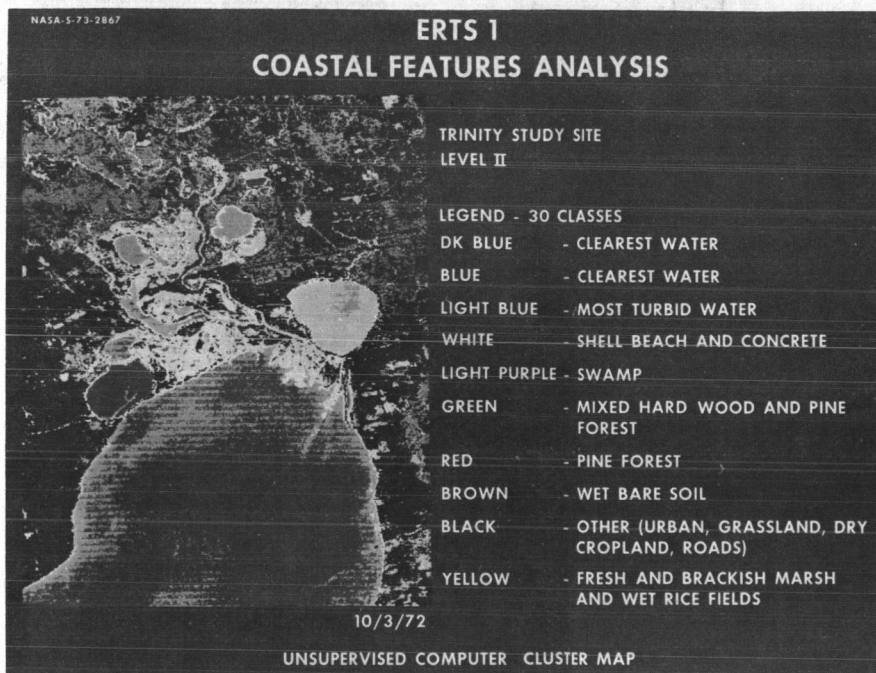 NASA-S-73-2867
ERTS 1
COASTAL FEATURES ANALYSIS
TRINITY STUDY SITE
LEVEL II
LEGEND - 30 CLASSES
DK BLUE - CLEAREST WATER
BLUE - CLEAREST WATER
LIGHT BLUE - MOST TURBID WATER
WHITE - SHELL BEACH AND CONCRETE
LIGHT PURPLE - SWAMP
GREEN - MIXED HARD WOOD AND PINE
FOREST
RED - PINE FOREST
BROWN - WET BARE SOIL
BLACK - OTHER (URBAN, GRASSLAND, DRY
CROPLAND, ROADS)
YELLOW - FRESH AND BRACKISH MARSH
AND WET RICE FIELDS
10/3/72
UNSUPERVISED COMPUTER CLUSTER MAP